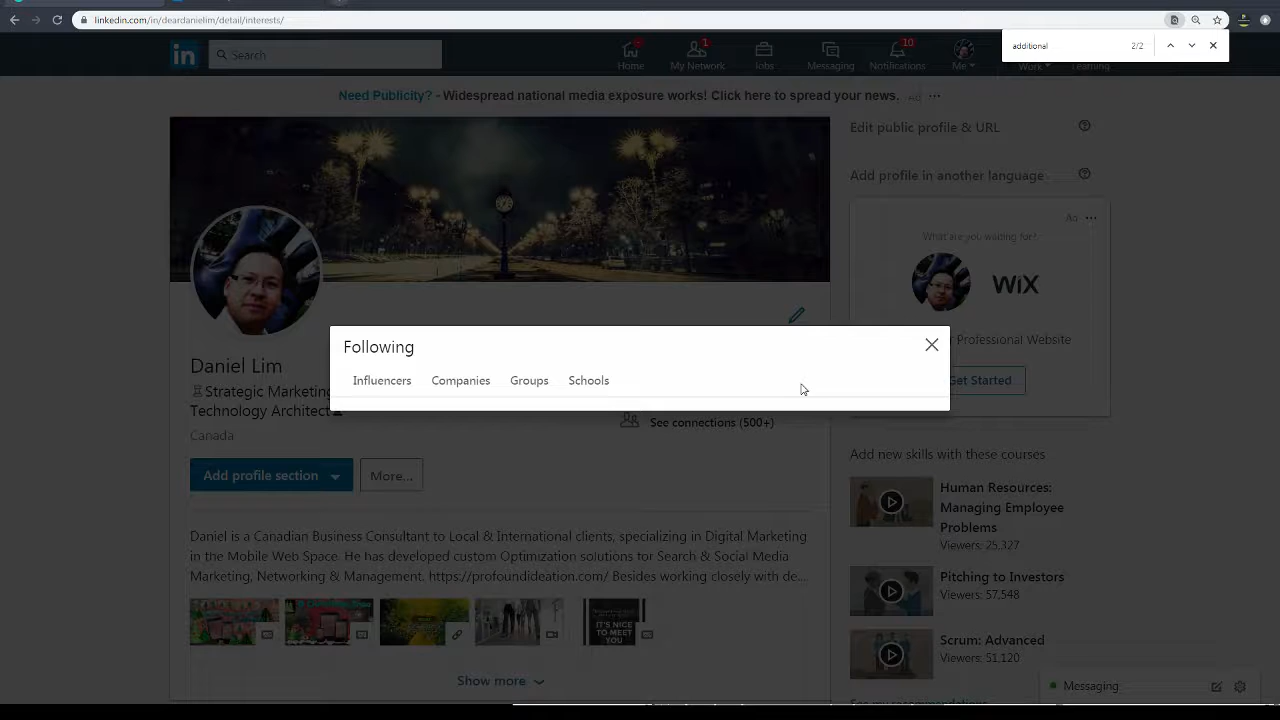 linkedin.com/in/deardanielim/detail/interests/
additional
2/2
in
Search
Home
1
My Network
Jobs
Messaging
10
Notifications
Me
Work
Learning
Need Publicity? - Widespread national media exposure works! Click here to spread your news.
Ad
Edit public profile & URL
Add profile in another language
Ad
What are you waiting for?
WiX
Professional Website
Get Started
Following
Influencers
Companies
Groups
Schools
Daniel Lim
Strategic Marketing
Technology Architect
See connections (500+)
Canada
Add profile section
More...
Daniel is a Canadian Business Consultant to Local & International clients, specializing in Digital Marketing
in the Mobile Web Space. He has developed custom Optimization solutions for Search & Social Media
Marketing, Networking & Management. https://profoundideation.com/ Besides working closely with de...
IT'S NICE
TO MEET
YOU
Show more
Add new skills with these courses
Human Resources:
Managing Employee
Problems
Viewers: 25,327
Pitching to Investors
Viewers: 57,548
Scrum: Advanced
Viewers: 51,120
See my recommendations
Messaging